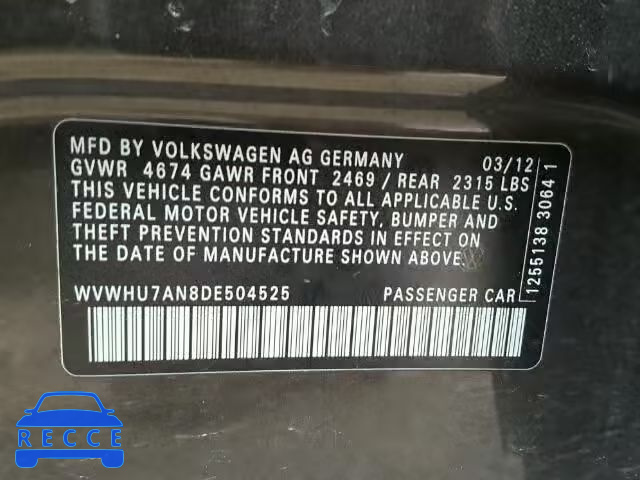 MFD BY VOLKSWAGEN AG GERMANY 03/12
GVWR 4674 GAWR FRONT 2469 / REAR 2315 LBS
THIS VEHICLE CONFORMS TO ALL APPLICABLE U.S.
FEDERAL MOTOR VEHICLE SAFETY, BUMPER AND
THEFT PREVENTION STANDARDS IN EFFECT ON
THE DATE OF MANUFACTURE SHOWN ABOVE.
WVWHU7AN8DE504525 PASSENGER CAR
1255138 3064 1
RECCE